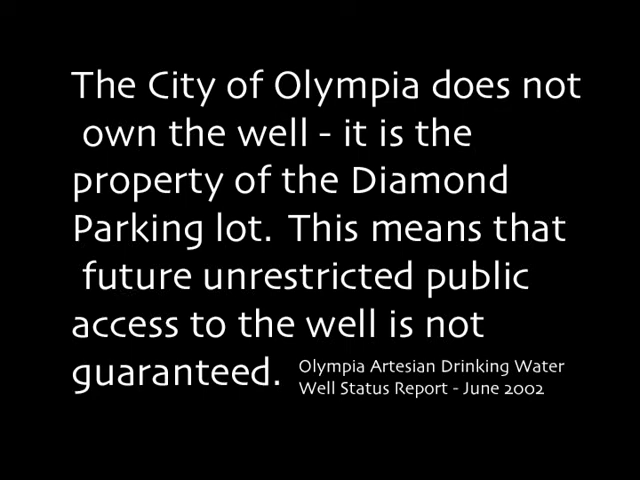 The City of Olympia does not
own the well - it is the
property of the Diamond
Parking lot. This means that
future unrestricted public
access to the well is not
guaranteed.
Olympia Artesian Drinking Water
Well Status Report - June 2002